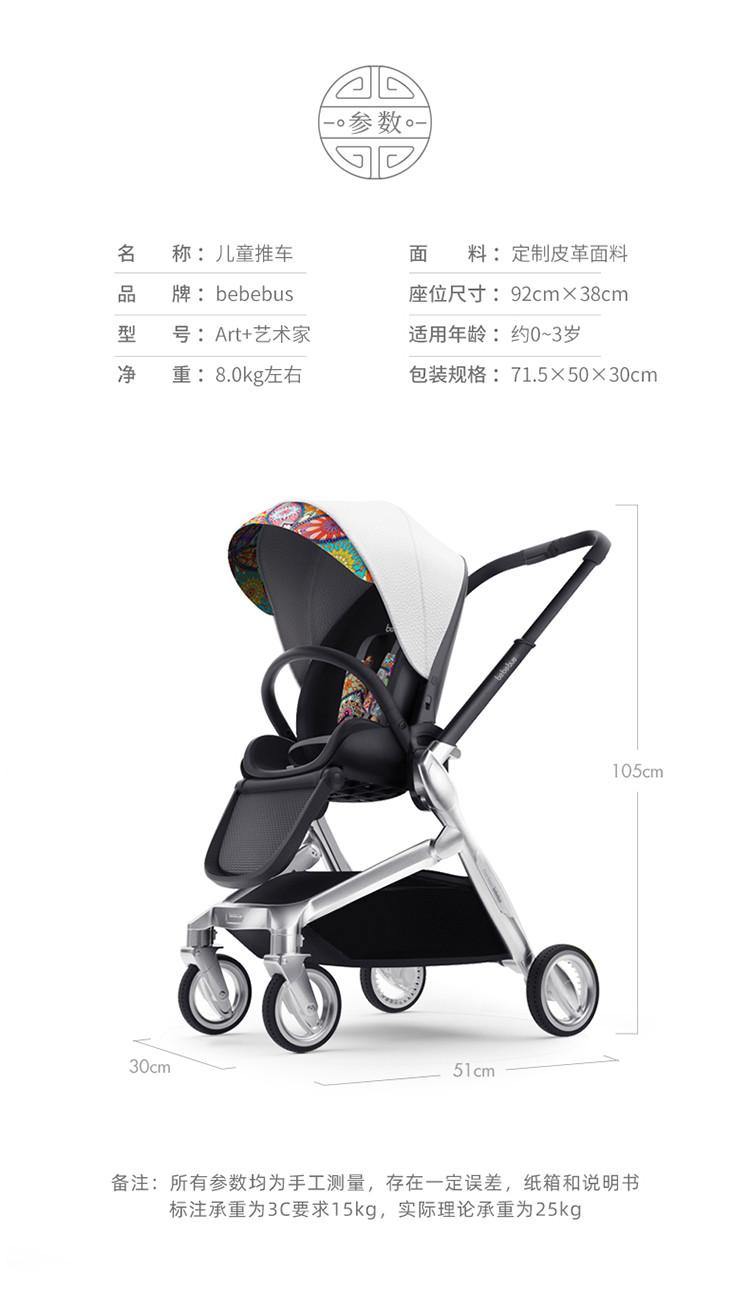 参数
名 称：儿童推车
面 料：定制皮革面料
品 牌：bebebus
座位尺寸：92cm×38cm
型 号：Art+艺术家
适用年龄：约0~3岁
净 重：8.0kg左右
包装规格：71.5×50×30cm
bebebus
105cm
30cm
51cm
备注：所有参数均为手工测量，存在一定误差，纸箱和说明书
标注承重为3C要求15kg，实际理论承重为25kg